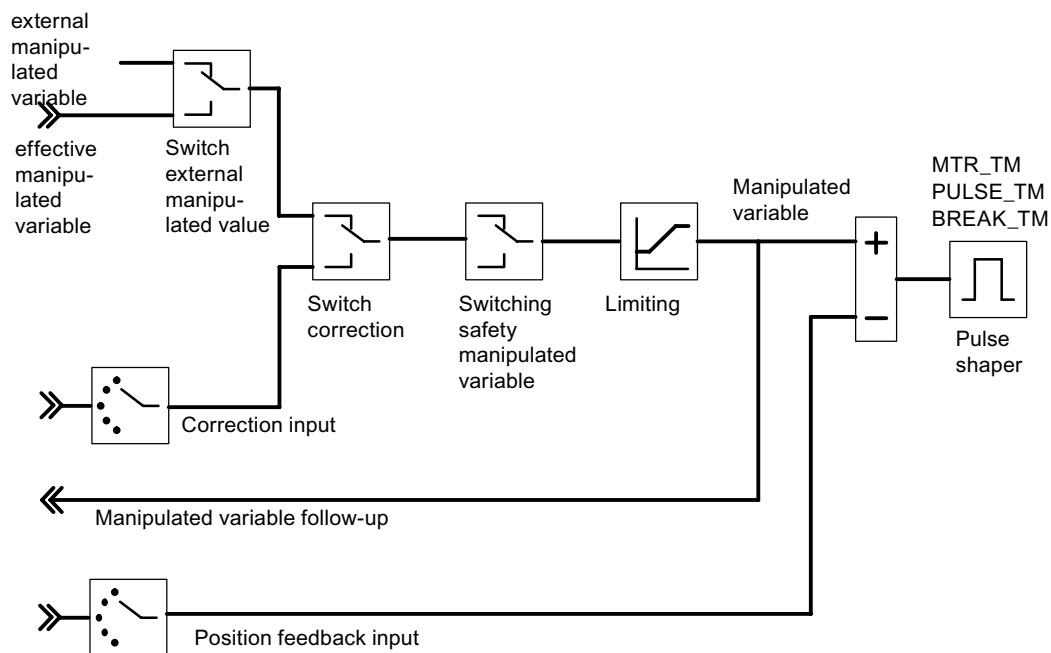 external
manipu-
lated
variable
effective
manipu-
lated
variable
Switch
external
manipu-
lated value
Switch
correction
Switching
safety
manipulated
variable
Limiting
Manipulated
variable
MTR_TM
PULSE_TM
BREAK_TM
+
–
Pulse
shaper
Correction input
Manipulated variable follow-up
Position feedback input